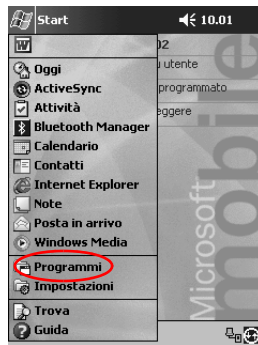 Start 10.01
02
utente
Oggi
programmato
ActiveSync
eggere
Attività
Bluetooth Manager
Calendario
Contatti
Internet Explorer
Note
Posta in arrivo
Windows Media
Programmi
Impostazioni
Trova
Guida
Microsoft
mobile